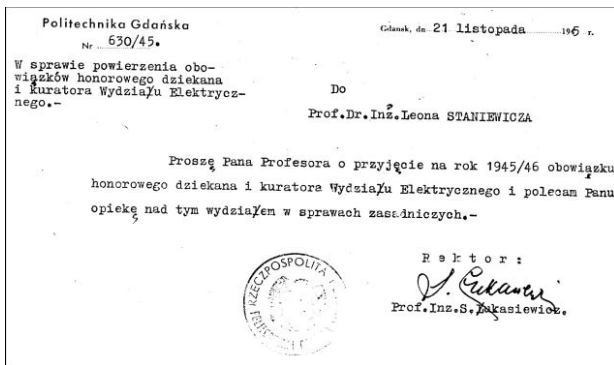 Politechnika Gdańska
Gdańsk, dn. 21 listopada 1945 r.
Nr 630/45.
W sprawie powierzenia obo-
wiązków honorowego dziekana
i kuratora Wydziału Elektrycz-
nego.-
Do
Prof.Dr.Inż.Leona STANIEWICZA
Proszę Pana Profesora o przyjęcie na rok 1945/46 obowiązku
honorowego dziekana i kuratora Wydziału Elektrycznego i polecam Panu
opiekę nad tym wydziałem w sprawach zasadniczych.-
Rektor:
Prof.Inż.S.Łukasiewicz.
RZECZPOSPOLITA